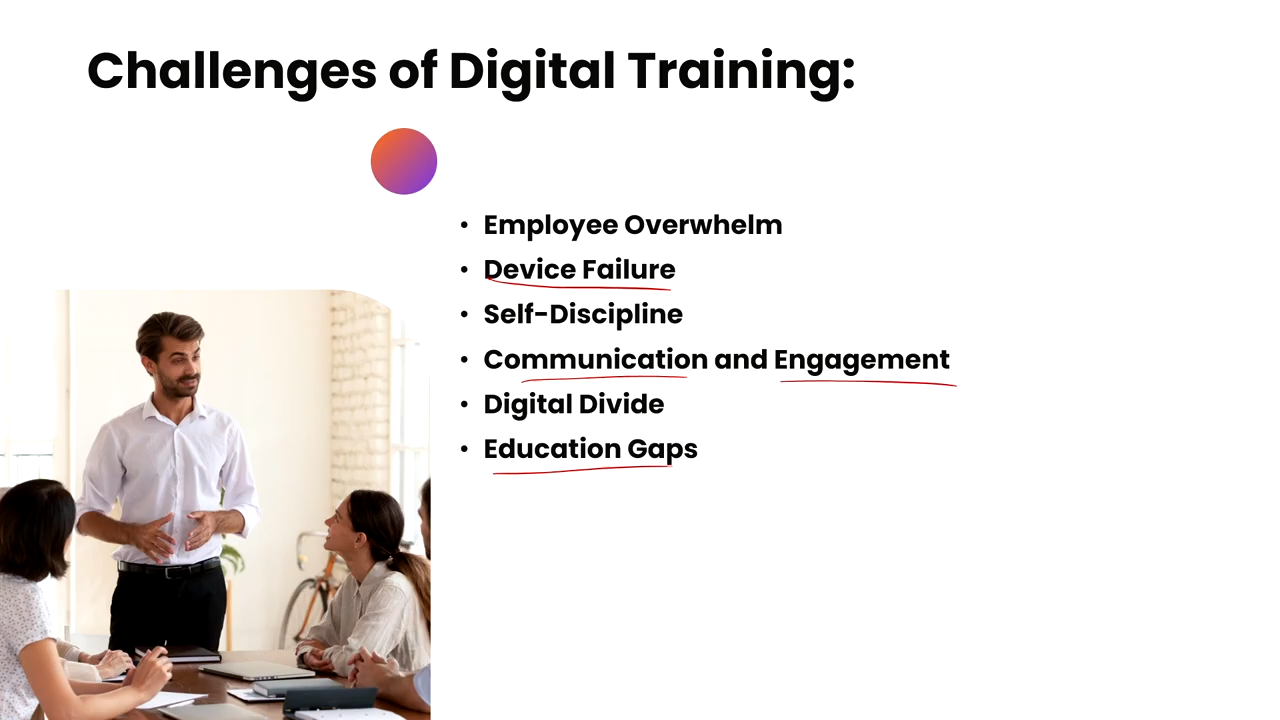 Challenges of Digital Training:
• Employee Overwhelm
• Device Failure
• Self-Discipline
• Communication and Engagement
• Digital Divide
• Education Gaps